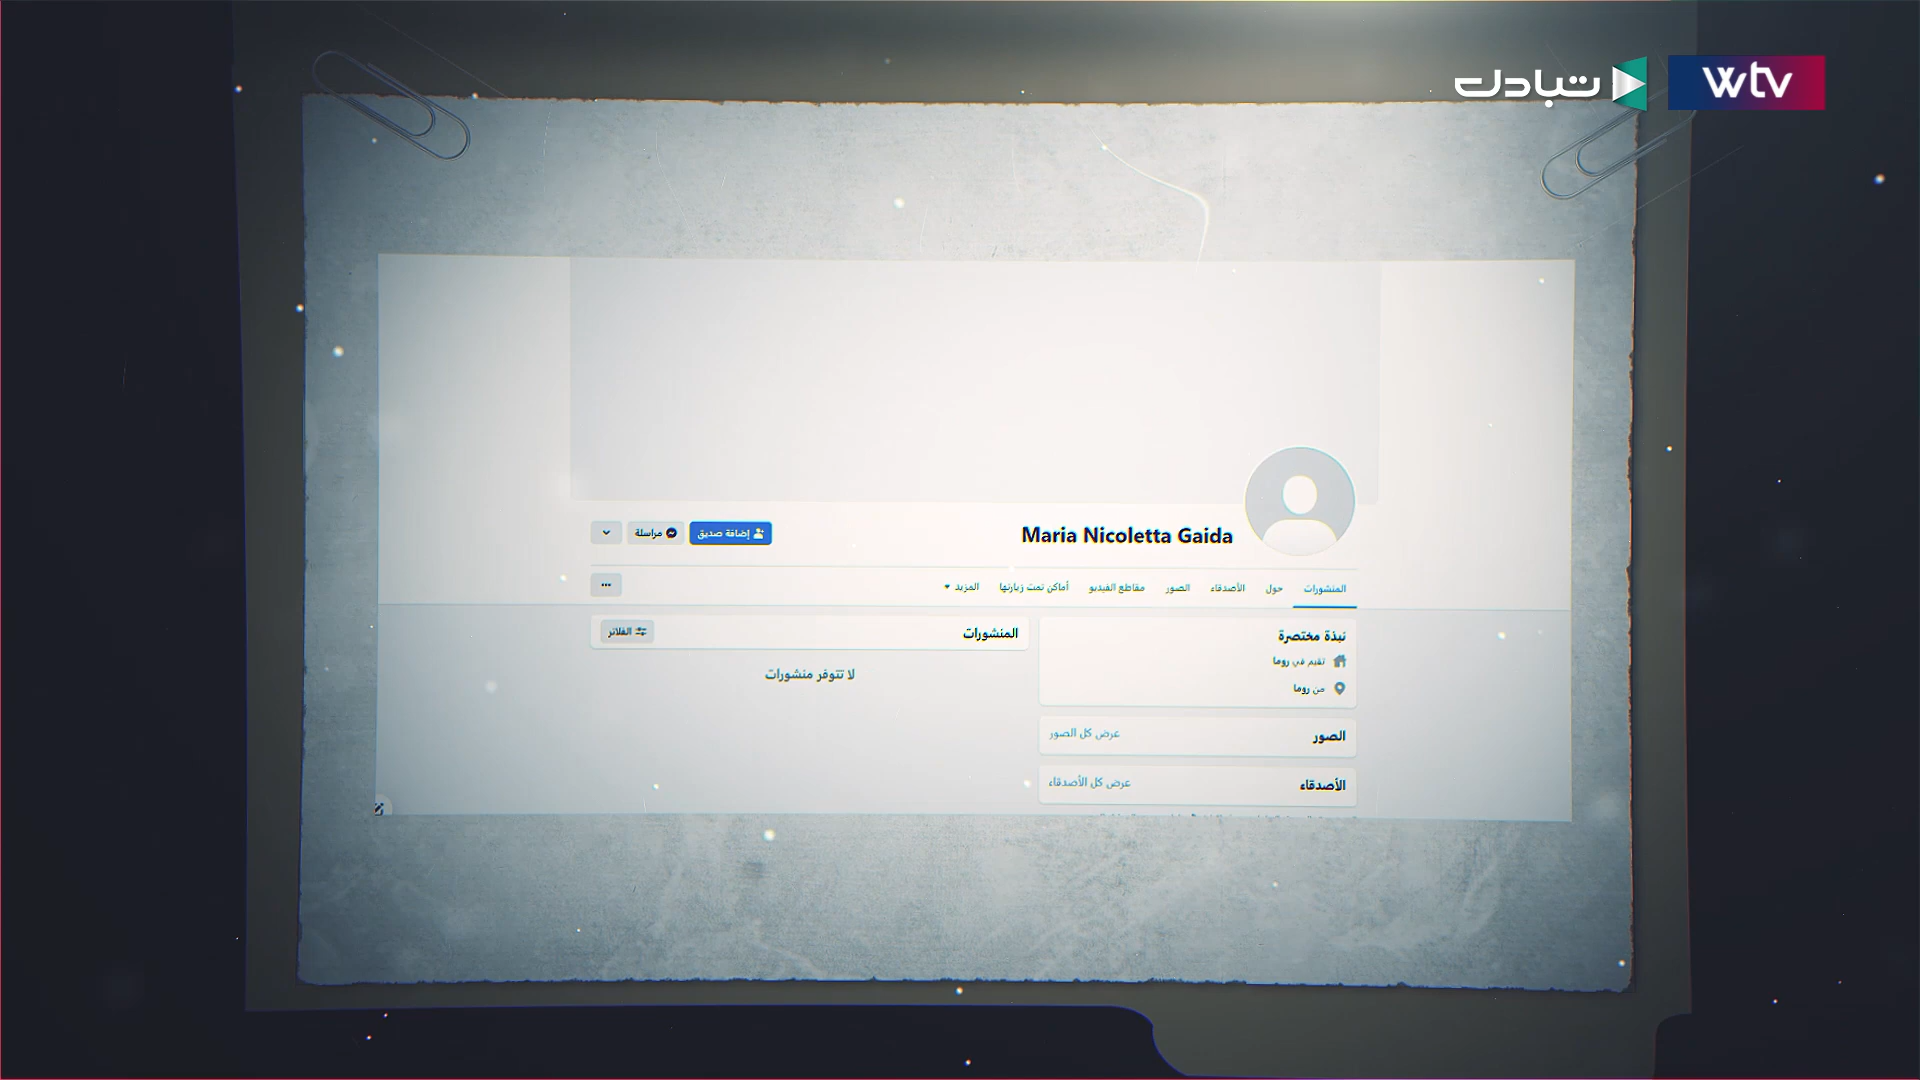 تبادل
wtv
Maria Nicoletta Gaida
إضافة صديق
مراسلة
المنشورات
حول
الأصدقاء
الصور
مقاطع الفيديو
أماكن تمت زيارتها
المزيد
نبذة مختصرة
تقيم في روما
من روما
الصور
عرض كل الصور
الأصدقاء
عرض كل الأصدقاء
المنشورات
الفلاتر
لا تتوفر منشورات